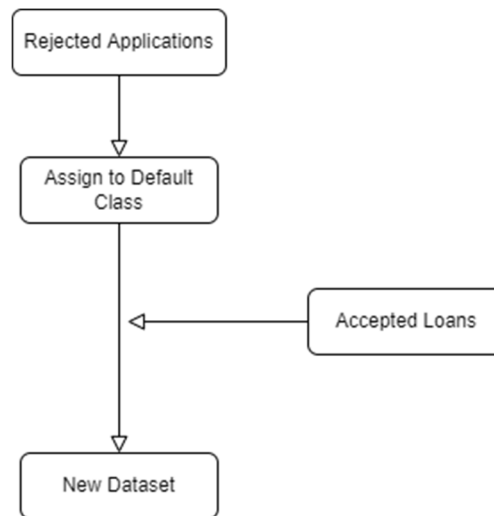 Rejected Applications
Assign to Default
Class
Accepted Loans
New Dataset